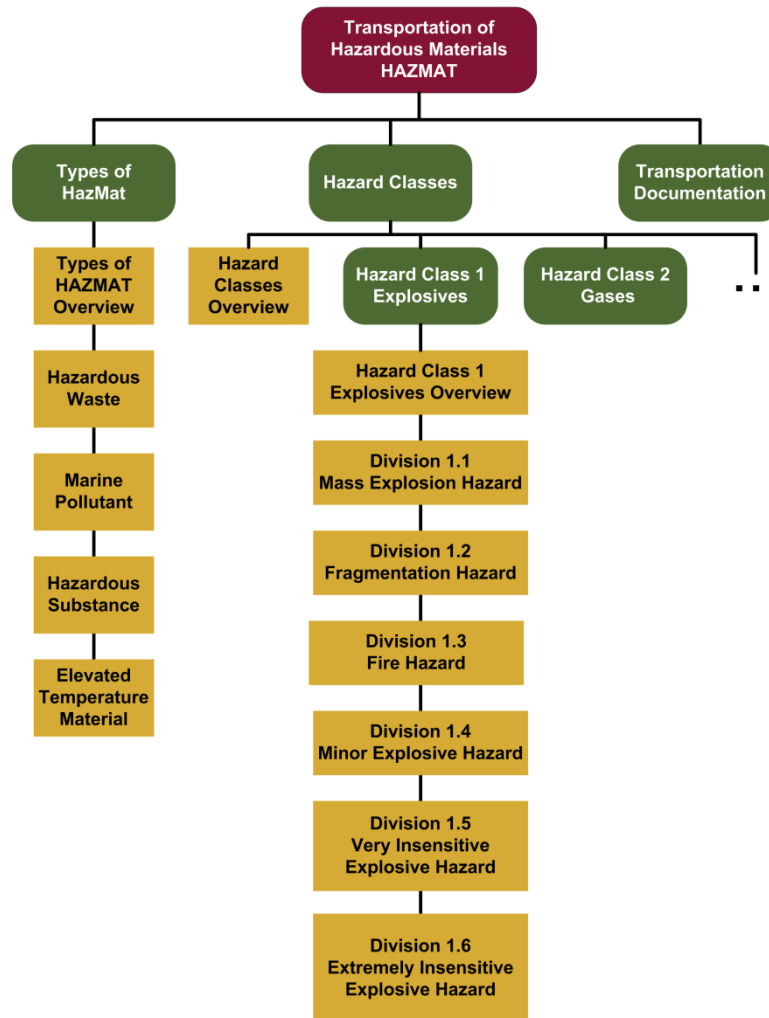 Transportation of
Hazardous Materials
HAZMAT
Types of
HazMat
Hazard Classes
Transportation
Documentation
Types of
HAZMAT
Overview
Hazard
Classes
Overview
Hazard Class 1
Explosives
Hazard Class 2
Gases
..
Hazardous
Waste
Marine
Pollutant
Hazardous
Substance
Elevated
Temperature
Material
Hazard Class 1
Explosives Overview
Division 1.1
Mass Explosion Hazard
Division 1.2
Fragmentation Hazard
Division 1.3
Fire Hazard
Division 1.4
Minor Explosive Hazard
Division 1.5
Very Insensitive
Explosive Hazard
Division 1.6
Extremely Insensitive
Explosive Hazard